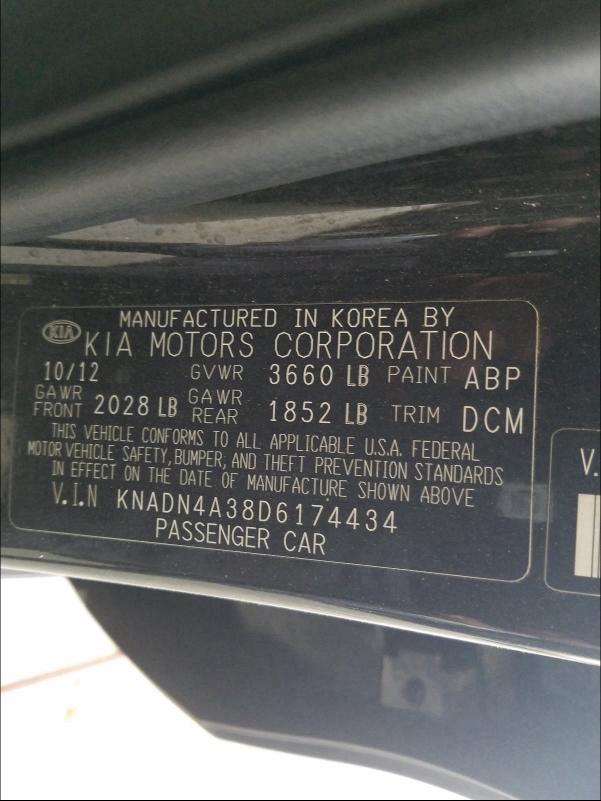 MANUFACTURED IN KOREA BY
KIA KIA MOTORS CORPORATION
10/12 GVWR 3660 LB PAINT ABP
GAWR FRONT 2028 LB GAWR REAR 1852 LB TRIM DCM
THIS VEHICLE CONFORMS TO ALL APPLICABLE U.S.A. FEDERAL
MOTOR VEHICLE SAFETY, BUMPER, AND THEFT PREVENTION STANDARDS
IN EFFECT ON THE DATE OF MANUFACTURE SHOWN ABOVE
V.I.N KNADN4A38D6174434
PASSENGER CAR
V.